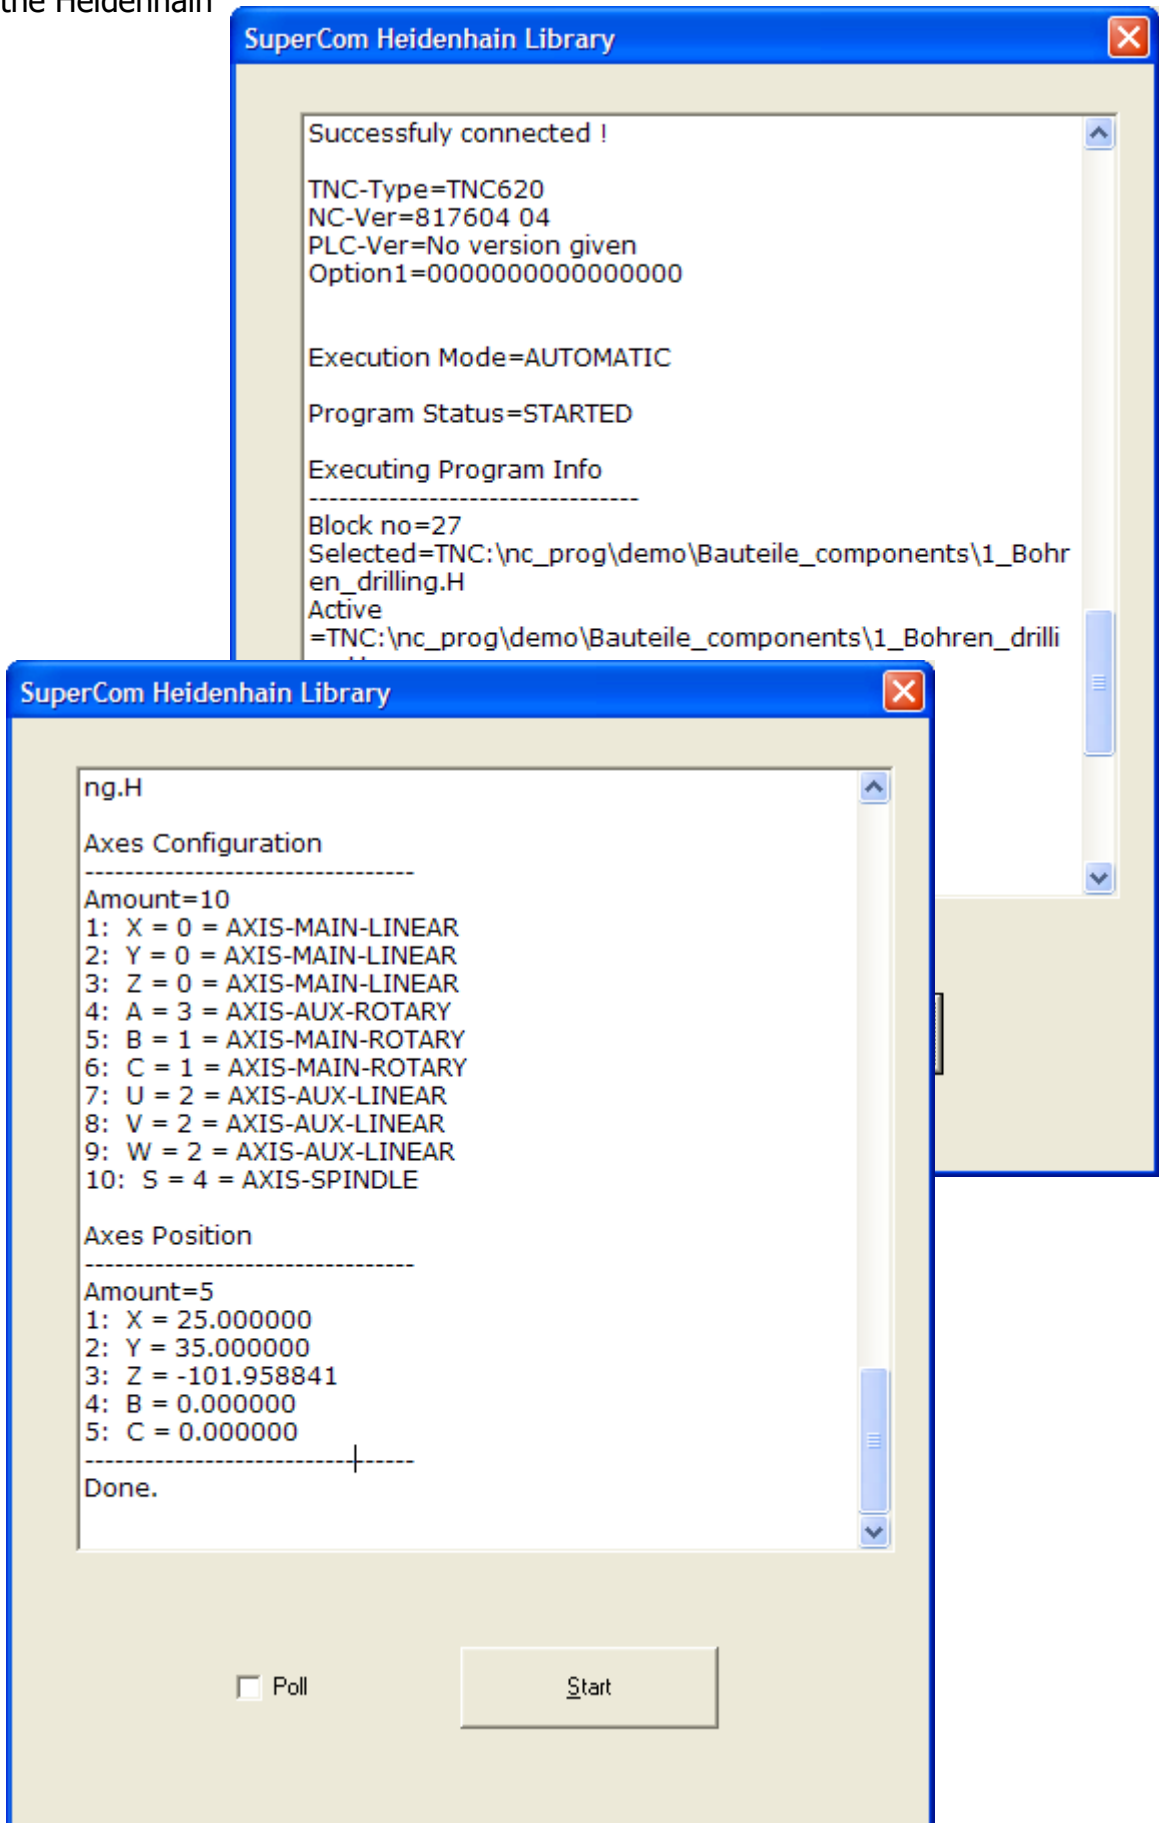 the Heidenhain
SuperCom Heidenhain Library
Successfuly connected !
TNC-Type=TNC620
NC-Ver=817604 04
PLC-Ver=No version given
Option1=0000000000000000
Execution Mode=AUTOMATIC
Program Status=STARTED
Executing Program Info
---------------------------------
Block no=27
Selected=TNC:\nc_prog\demo\Bauteile_components\1_Bohr
en_drilling.H
Active
=TNC:\nc_prog\demo\Bauteile_components\1_Bohren_drilli
SuperCom Heidenhain Library
ng.H
Axes Configuration
---------------------------------
Amount=10
1:  X = 0 = AXIS-MAIN-LINEAR
2:  Y = 0 = AXIS-MAIN-LINEAR
3:  Z = 0 = AXIS-MAIN-LINEAR
4:  A = 3 = AXIS-AUX-ROTARY
5:  B = 1 = AXIS-MAIN-ROTARY
6:  C = 1 = AXIS-MAIN-ROTARY
7:  U = 2 = AXIS-AUX-LINEAR
8:  V = 2 = AXIS-AUX-LINEAR
9:  W = 2 = AXIS-AUX-LINEAR
10:  S = 4 = AXIS-SPINDLE
Axes Position
---------------------------------
Amount=5
1:  X = 25.000000
2:  Y = 35.000000
3:  Z = -101.958841
4:  B = 0.000000
5:  C = 0.000000
---------------------------------
Done.
Poll
Start